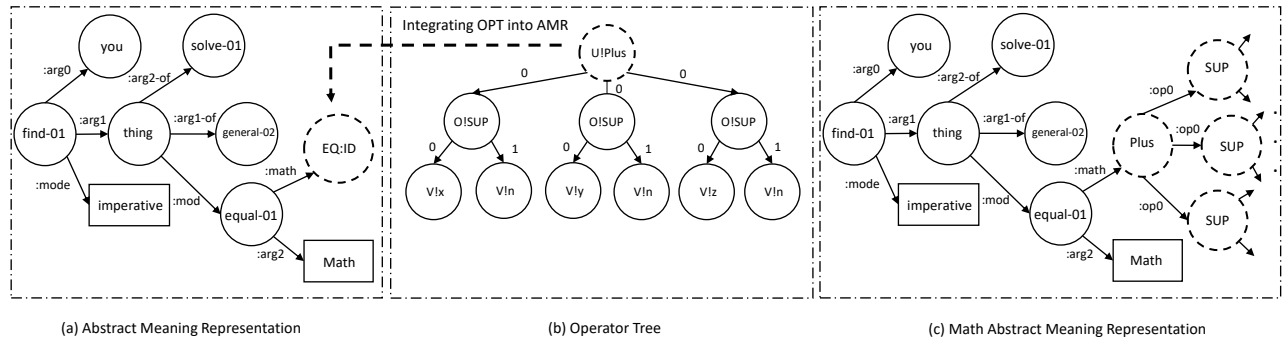 you
solve-01
:arg0
:arg2-of
find-01
:arg1
thing
:arg1-of
general-02
EQ:ID
:math
:mode
imperative
:mod
equal-01
:arg2
Math
(a) Abstract Meaning Representation
Integrating OPT into AMR
U!Plus
0
0
0
O!SUP
O!SUP
O!SUP
0
1
0
1
0
1
V!x
V!n
V!y
V!n
V!z
V!n
(b) Operator Tree
you
solve-01
SUP
:arg0
:arg2-of
:op0
find-01
:arg1
thing
:arg1-of
general-02
Plus
:op0
SUP
:math
:mode
:op0
imperative
:mod
equal-01
SUP
:arg2
Math
(c) Math Abstract Meaning Representation